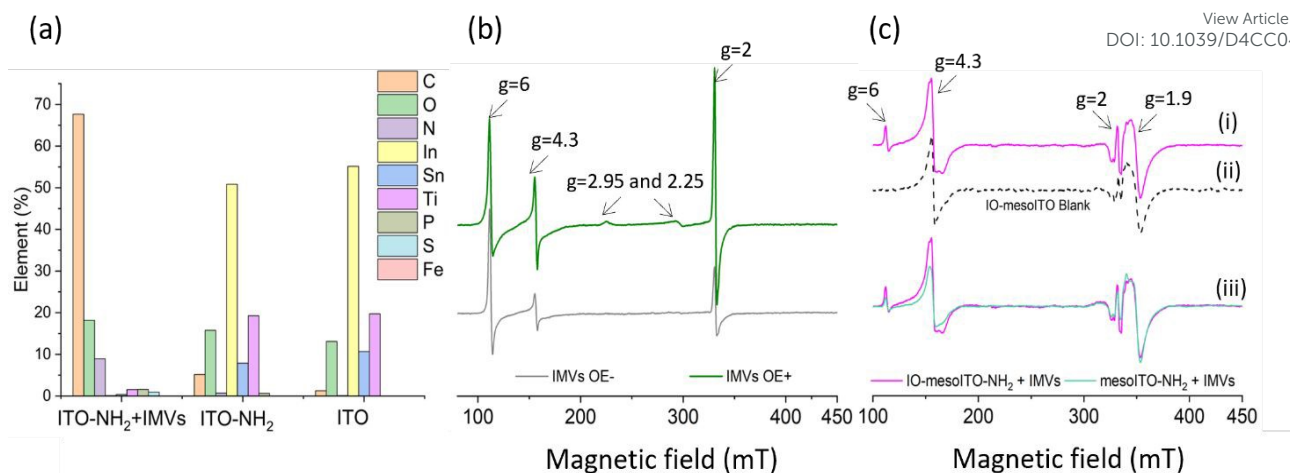 View Article
DOI: 10.1039/D4CC04
(a)
Element (%)
70
60
50
40
30
20
10
0
C
O
N
In
Sn
Ti
P
S
Fe
ITO-NH₂+IMVs
ITO-NH₂
ITO
(b)
g=6
g=4.3
g=2.95 and 2.25
g=2
IMVs OE-
IMVs OE+
100
200
300
450
Magnetic field (mT)
(c)
g=6
g=4.3
g=2
g=1.9
(i)
(ii)
IO-mesoITO Blank
(iii)
IO-mesoITO-NH₂ + IMVs
mesoITO-NH₂ + IMVs
100
200
300
450
Magnetic field (mT)